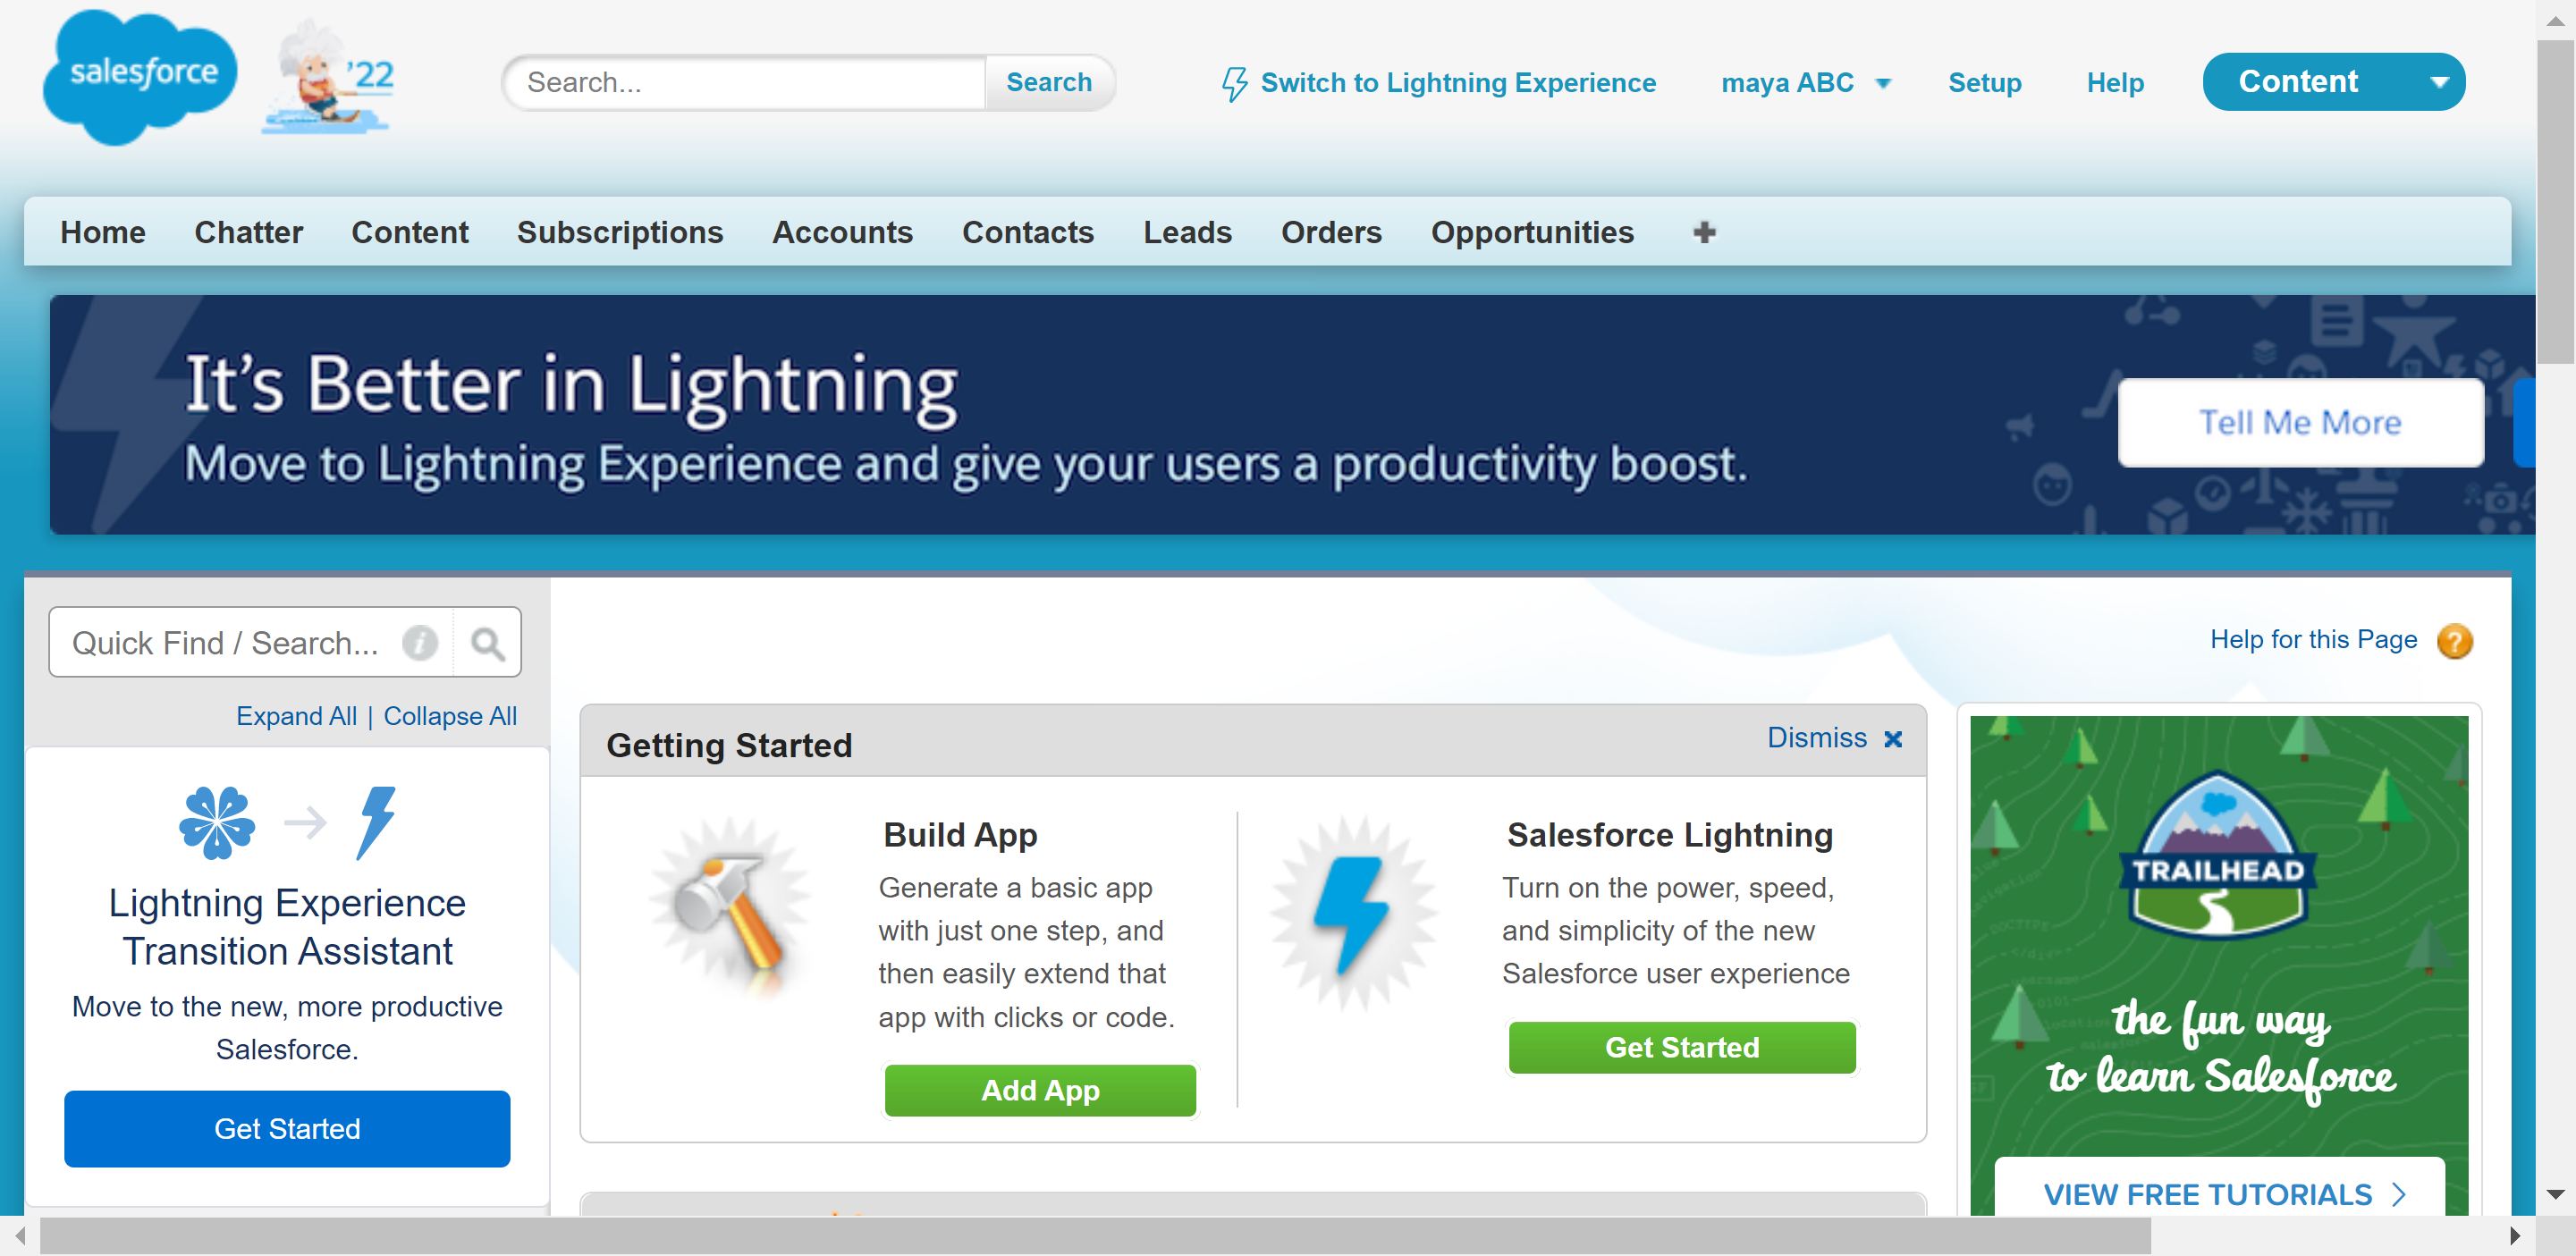 salesforce
'22
Search...
Search
Switch to Lightning Experience
maya ABC
Setup
Help
Content
Home
Chatter
Content
Subscriptions
Accounts
Contacts
Leads
Orders
Opportunities
It's Better in Lightning
Move to Lightning Experience and give your users a productivity boost.
Tell Me More
Quick Find / Search...
Expand All | Collapse All
Lightning Experience
Transition Assistant
Move to the new, more productive
Salesforce.
Get Started
Help for this Page
Getting Started
Dismiss
Build App
Generate a basic app
with just one step, and
then easily extend that
app with clicks or code.
Add App
Salesforce Lightning
Turn on the power, speed,
and simplicity of the new
Salesforce user experience
Get Started
TRAILHEAD
the fun way
to learn Salesforce
VIEW FREE TUTORIALS